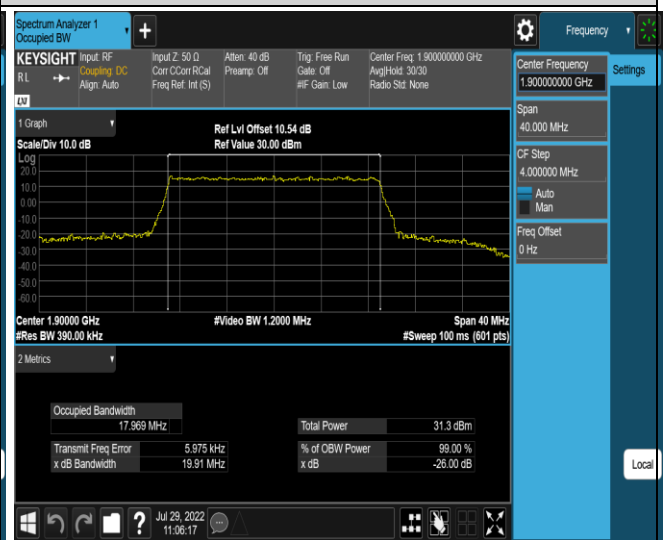 Spectrum Analyzer 1
Occupied BW
+
Frequency
KEYSIGHT
R L
LXI
Input: RF
Coupling: DC
Align: Auto
Input Z: 50 Ω
Corr CCorr RCal
Freq Ref: Int (S)
Atten: 40 dB
Preamp: Off
Trig: Free Run
Gate: Off
#IF Gain: Low
Center Freq: 1.900000000 GHz
Avg|Hold: 30/30
Radio Std: None
Center Frequency
1.900000000 GHz
Settings
Span
40.000 MHz
CF Step
4.000000 MHz
Auto
Man
Freq Offset
0 Hz
Local
1 Graph
Scale/Div 10.0 dB
Ref Lvl Offset 10.54 dB
Ref Value 30.00 dBm
Log
20.0
10.0
0.00
-10.0
-20.0
-30.0
-40.0
-50.0
-60.0
Center 1.90000 GHz
#Res BW 390.00 kHz
#Video BW 1.2000 MHz
Span 40 MHz
#Sweep 100 ms (601 pts)
2 Metrics
Occupied Bandwidth
17.969 MHz
Total Power 31.3 dBm
Transmit Freq Error 5.975 kHz
% of OBW Power 99.00 %
x dB Bandwidth 19.91 MHz
x dB -26.00 dB
?
Jul 29, 2022
11:06:17